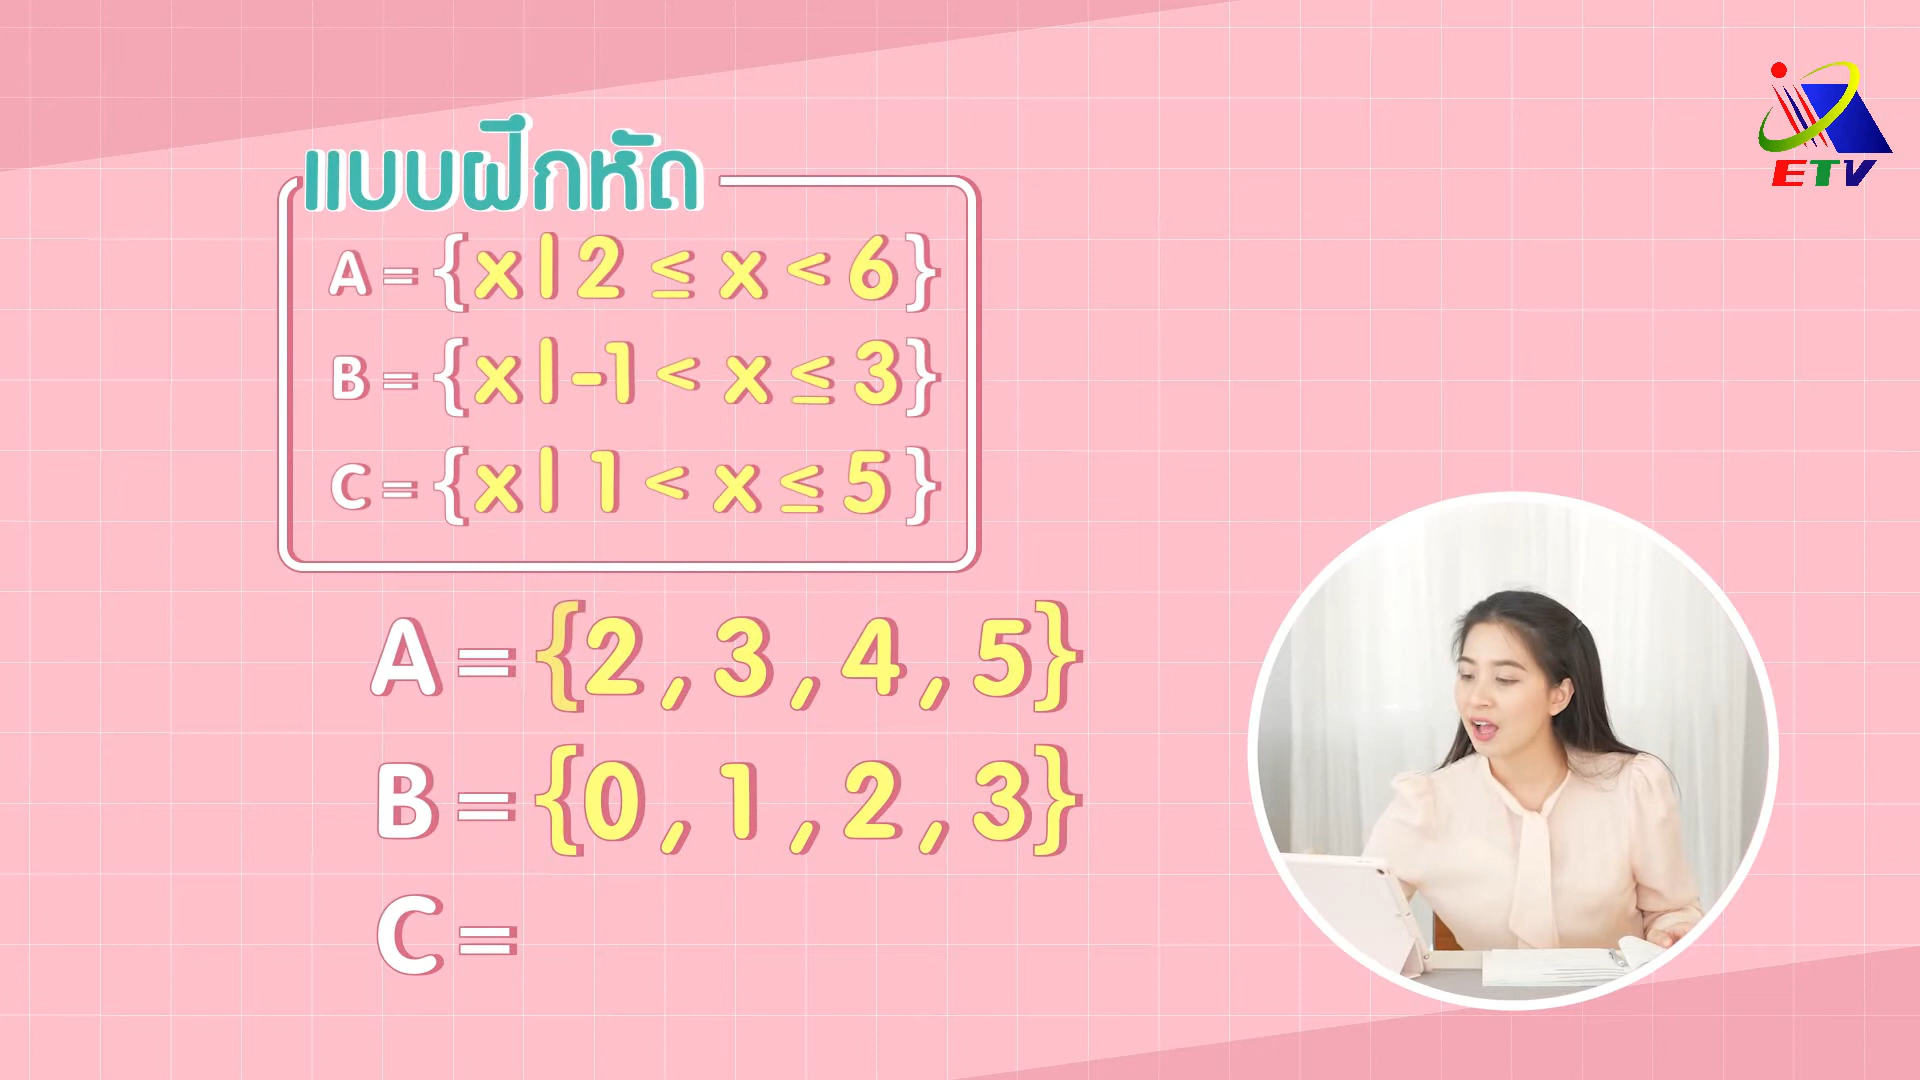 ETV
แบบฝึกหัด
A = {x | 2 ≤ x < 6}
B = {x | -1 < x ≤ 3}
C = {x | 1 < x ≤ 5}
A = {2 , 3 , 4 , 5}
B = {0 , 1 , 2 , 3}
C =